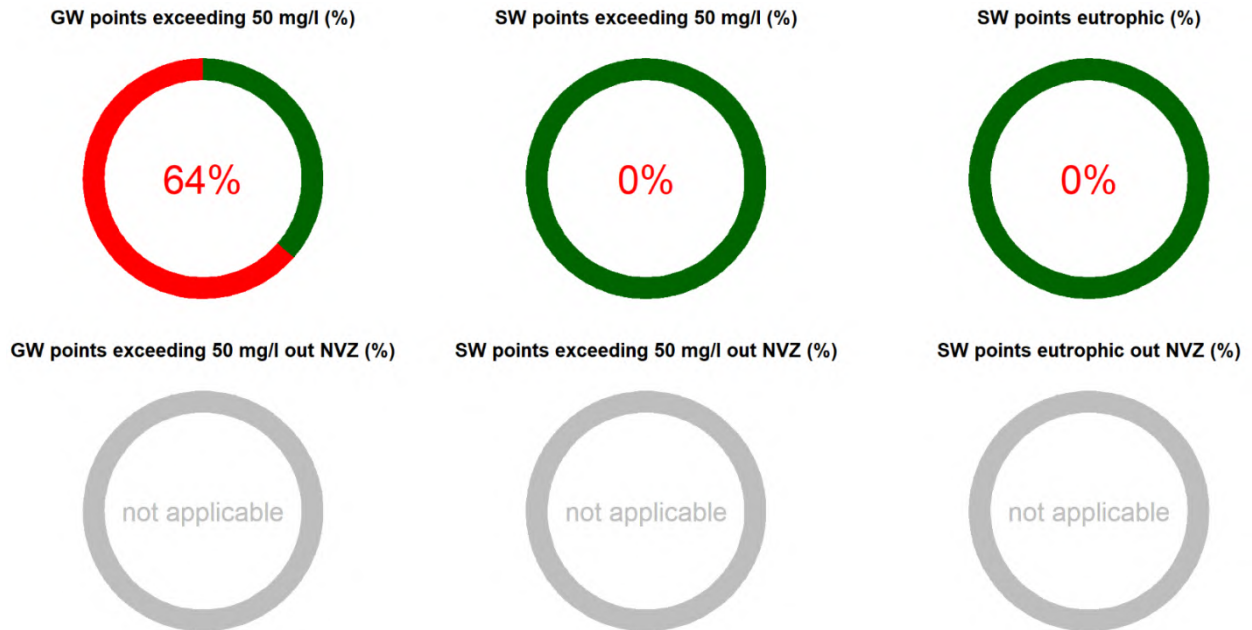 GW points exceeding 50 mg/l (%)
SW points exceeding 50 mg/l (%)
SW points eutrophic (%)
64%
0%
0%
GW points exceeding 50 mg/l out NVZ (%)
SW points exceeding 50 mg/l out NVZ (%)
SW points eutrophic out NVZ (%)
not applicable
not applicable
not applicable